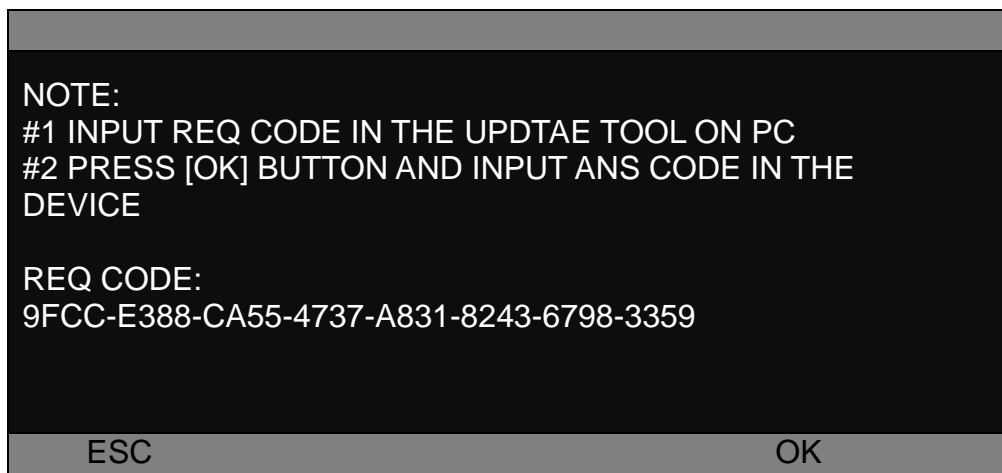 NOTE:
#1 INPUT REQ CODE IN THE UPDTAE TOOL ON PC
#2 PRESS [OK] BUTTON AND INPUT ANS CODE IN THE
DEVICE
REQ CODE:
9FCC-E388-CA55-4737-A831-8243-6798-3359
ESC OK